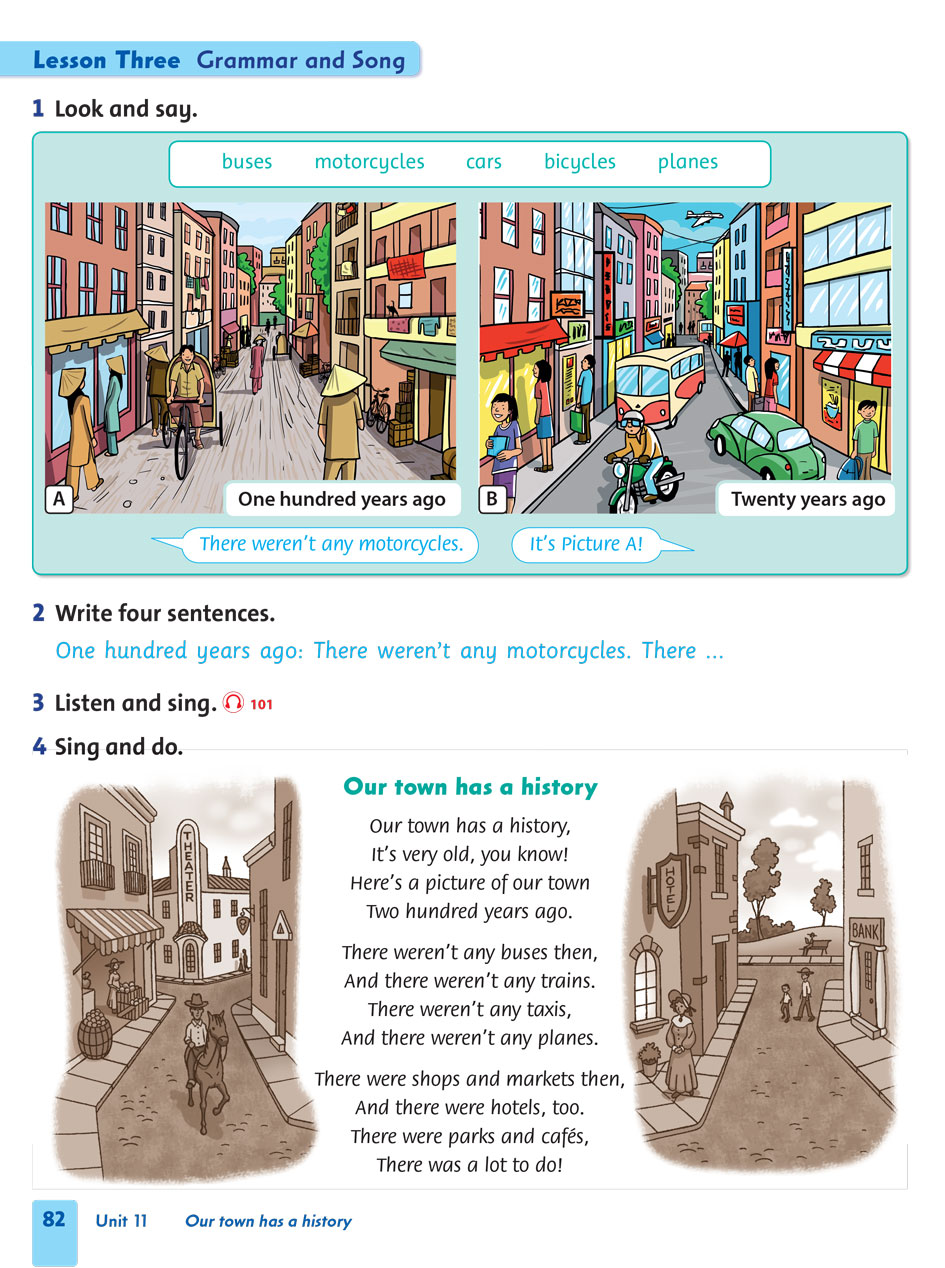 Lesson Three Grammar and Song
1 Look and say.
buses motorcycles cars bicycles planes
A
One hundred years ago
B
Twenty years ago
There weren't any motorcycles.
It's Picture A!
2 Write four sentences.
One hundred years ago: There weren't any motorcycles. There ...
3 Listen and sing. 101
4 Sing and do.
THEATER
Our town has a history
Our town has a history,
It's very old, you know!
Here's a picture of our town
Two hundred years ago.
There weren't any buses then,
And there weren't any trains.
There weren't any taxis,
And there weren't any planes.
There were shops and markets then,
And there were hotels, too.
There were parks and cafés,
There was a lot to do!
HOTEL
BANK
82 Unit 11 Our town has a history